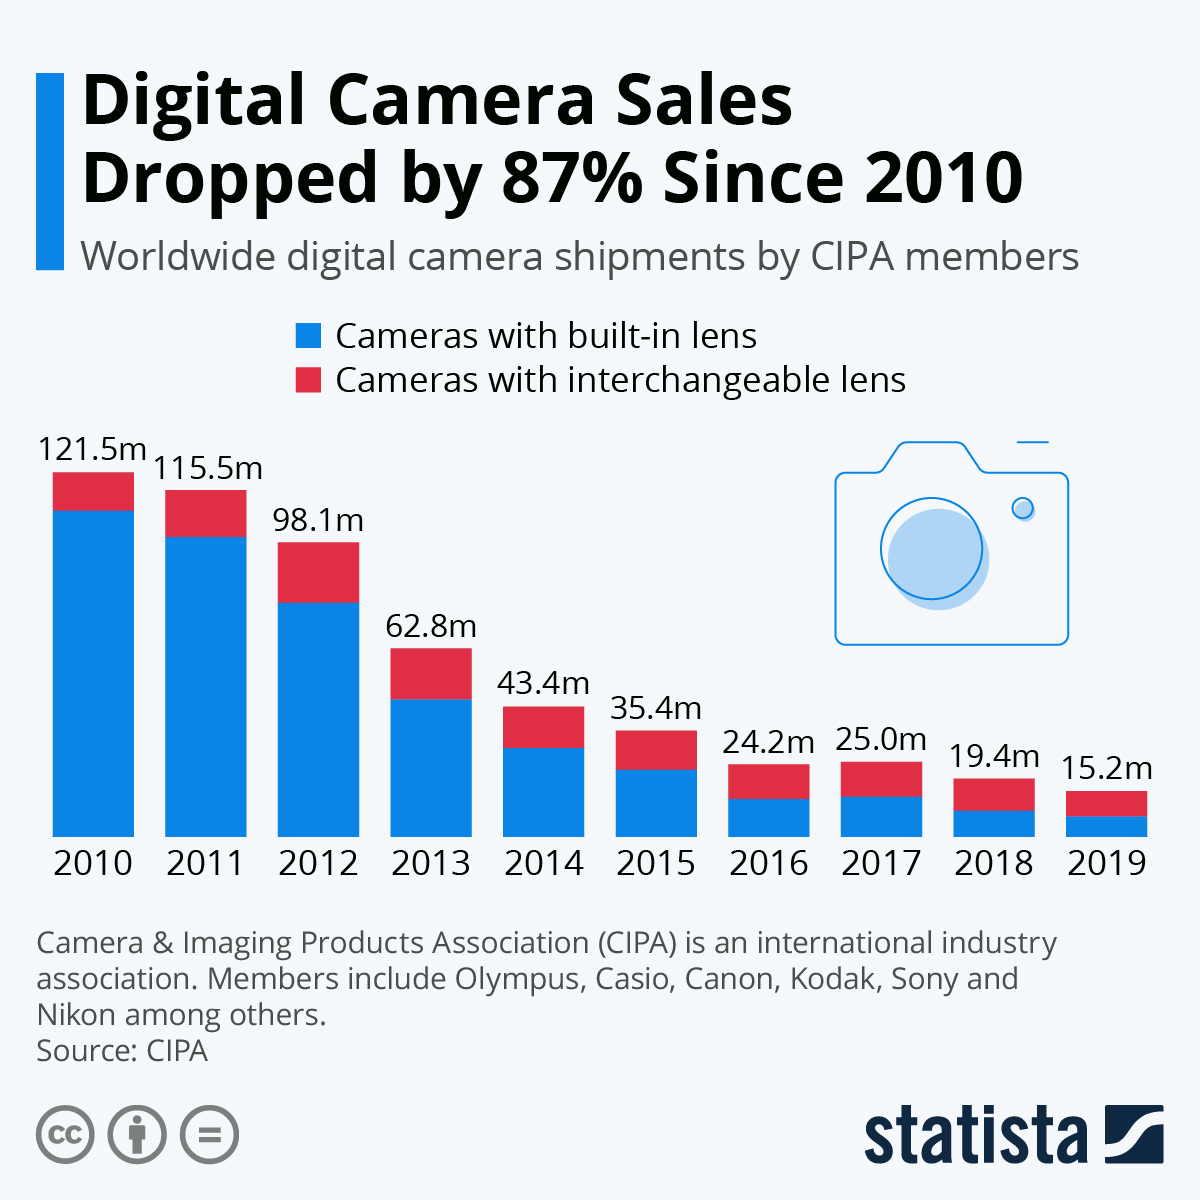 Digital Camera Sales
Dropped by 87% Since 2010
Worldwide digital camera shipments by CIPA members
Cameras with built-in lens
Cameras with interchangeable lens
121.5m
115.5m
98.1m
62.8m
43.4m
35.4m
24.2m
25.0m
19.4m
15.2m
2010 2011 2012 2013 2014 2015 2016 2017 2018 2019
Camera & Imaging Products Association (CIPA) is an international industry
association. Members include Olympus, Casio, Canon, Kodak, Sony and
Nikon among others.
Source: CIPA
cc
=
statista